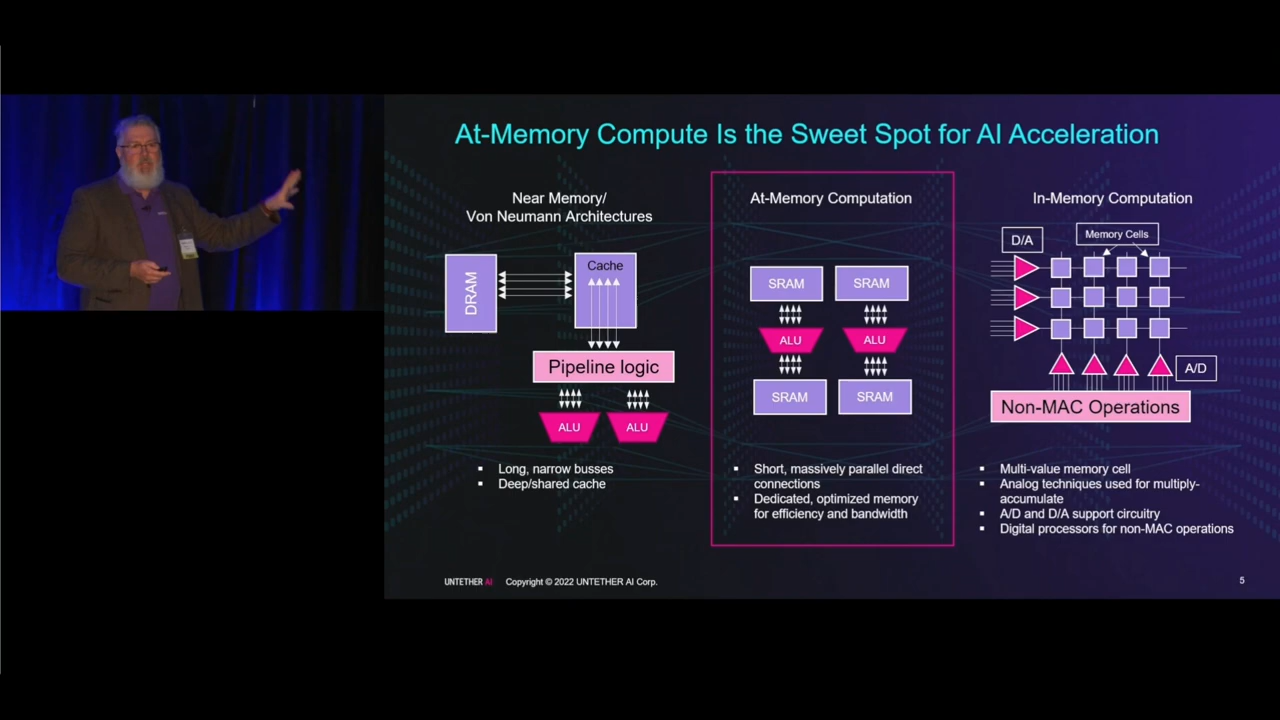 At-Memory Compute Is the Sweet Spot for AI Acceleration
Near Memory/
Von Neumann Architectures
DRAM
Cache
Pipeline logic
ALU
ALU
▪ Long, narrow busses
▪ Deep/shared cache
At-Memory Computation
SRAM
SRAM
ALU
ALU
SRAM
SRAM
▪ Short, massively parallel direct
connections
▪ Dedicated, optimized memory
for efficiency and bandwidth
In-Memory Computation
D/A
Memory Cells
A/D
Non-MAC Operations
▪ Multi-value memory cell
▪ Analog techniques used for multiply-
accumulate
▪ A/D and D/A support circuitry
▪ Digital processors for non-MAC operations
UNTETHER AI Copyright © 2022 UNTETHER AI Corp.
5